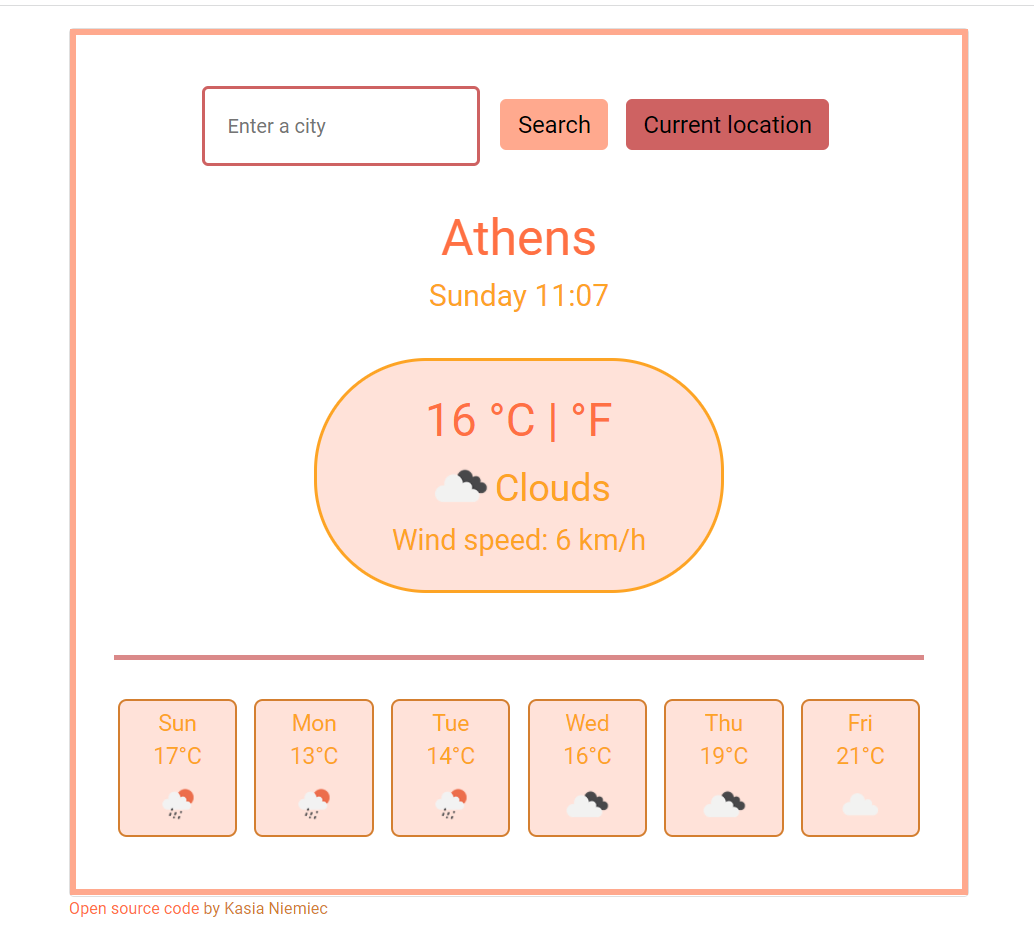 Enter a city
Search
Current location
Athens
Sunday 11:07
16 °C | °F
Clouds
Wind speed: 6 km/h
Sun
17°C
Mon
13°C
Tue
14°C
Wed
16°C
Thu
19°C
Fri
21°C
Open source code by Kasia Niemiec